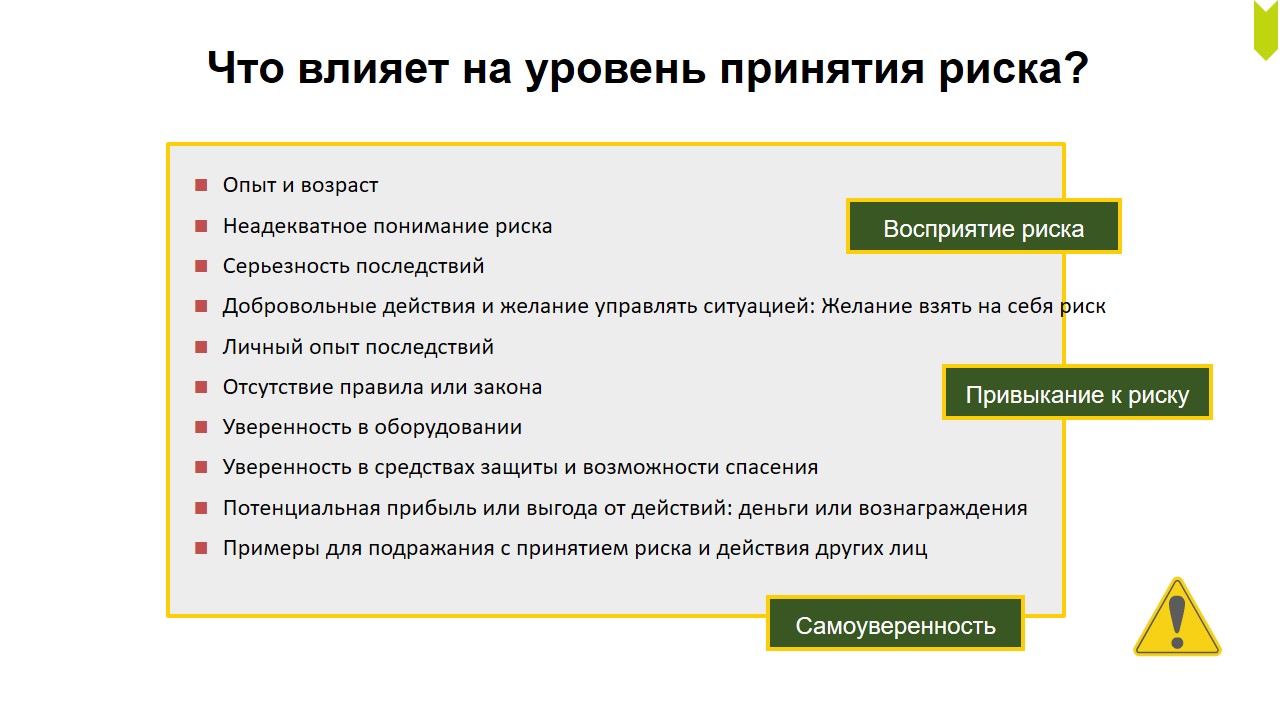 Что влияет на уровень принятия риска?
Опыт и возраст
Неадекватное понимание риска
Восприятие риска
Серьезность последствий
Добровольные действия и желание управлять ситуацией: Желание взять на себя риск
Личный опыт последствий
Отсутствие правила или закона
Привыкание к риску
Уверенность в оборудовании
Уверенность в средствах защиты и возможности спасения
Потенциальная прибыль или выгода от действий: деньги или вознаграждения
Примеры для подражания с принятием риска и действия других лиц
Самоуверенность